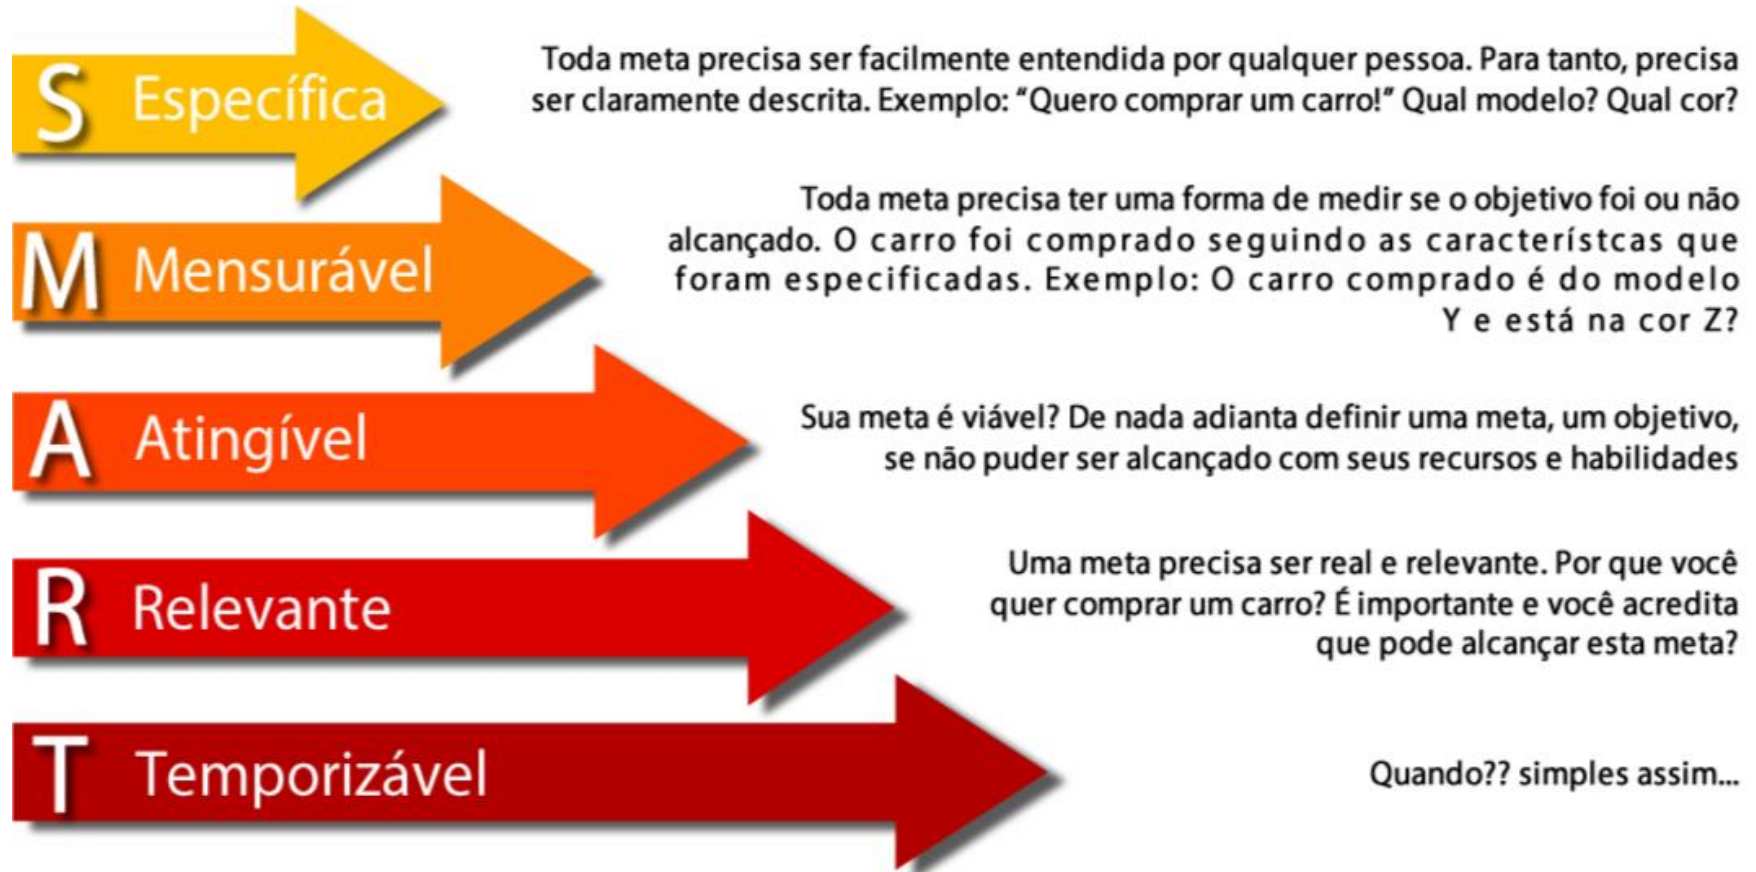 S Específica
Toda meta precisa ser facilmente entendida por qualquer pessoa. Para tanto, precisa
ser claramente descrita. Exemplo: “Quero comprar um carro!” Qual modelo? Qual cor?
M Mensurável
Toda meta precisa ter uma forma de medir se o objetivo foi ou não
alcançado. O carro foi comprado seguindo as característcas que
foram especificadas. Exemplo: O carro comprado é do modelo
Y e está na cor Z?
A Atingível
Sua meta é viável? De nada adianta definir uma meta, um objetivo,
se não puder ser alcançado com seus recursos e habilidades
R Relevante
Uma meta precisa ser real e relevante. Por que você
quer comprar um carro? É importante e você acredita
que pode alcançar esta meta?
T Temporizável
Quando?? simples assim...